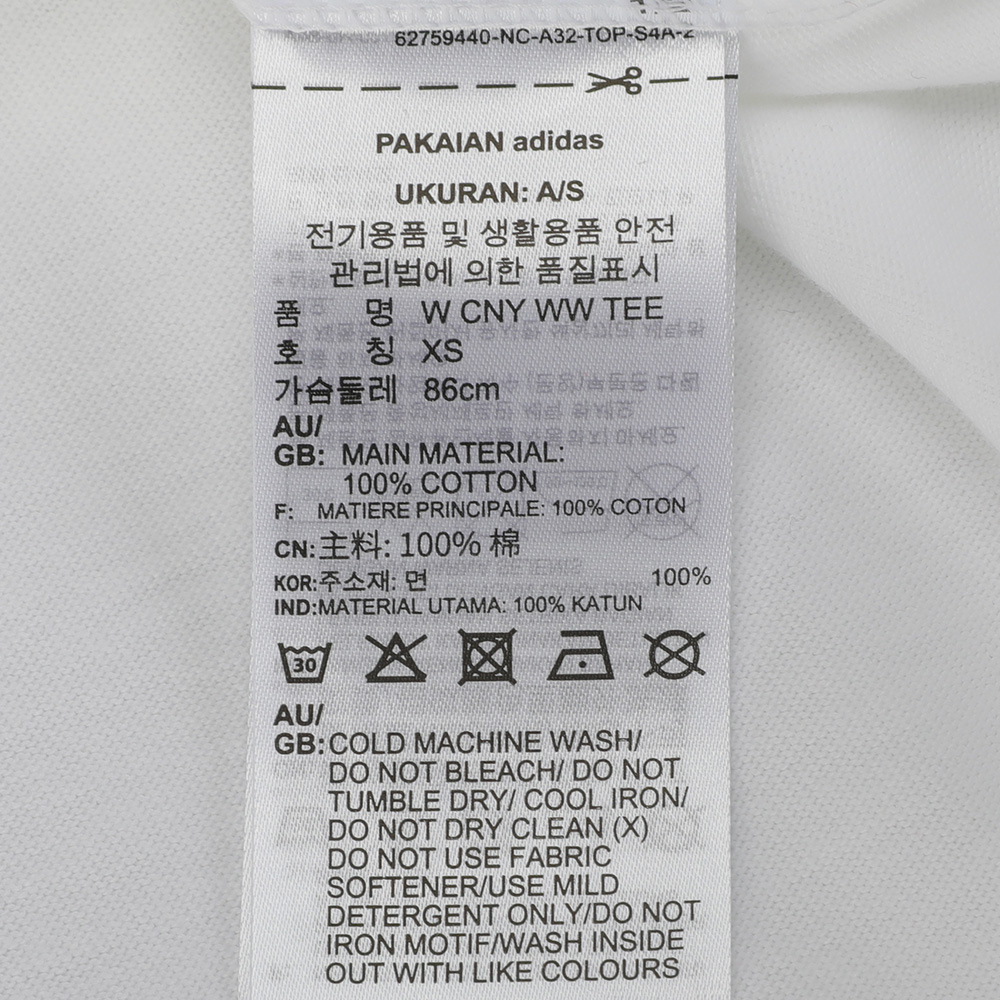 62759440-NC-A32-TOP-S4A-2
PAKAIAN adidas
UKURAN: A/S
전기용품 및 생활용품 안전
관리법에 의한 품질표시
품 명 W CNY WW TEE
호 칭 XS
가슴둘레 86cm
AU/
GB: MAIN MATERIAL:
100% COTTON
F: MATIERE PRINCIPALE: 100% COTON
CN:主料: 100% 棉
KOR:주소재: 면 100%
IND:MATERIAL UTAMA: 100% KATUN
30
AU/
GB:COLD MACHINE WASH/
DO NOT BLEACH/ DO NOT
TUMBLE DRY/ COOL IRON/
DO NOT DRY CLEAN (X)
DO NOT USE FABRIC
SOFTENER/USE MILD
DETERGENT ONLY/DO NOT
IRON MOTIF/WASH INSIDE
OUT WITH LIKE COLOURS